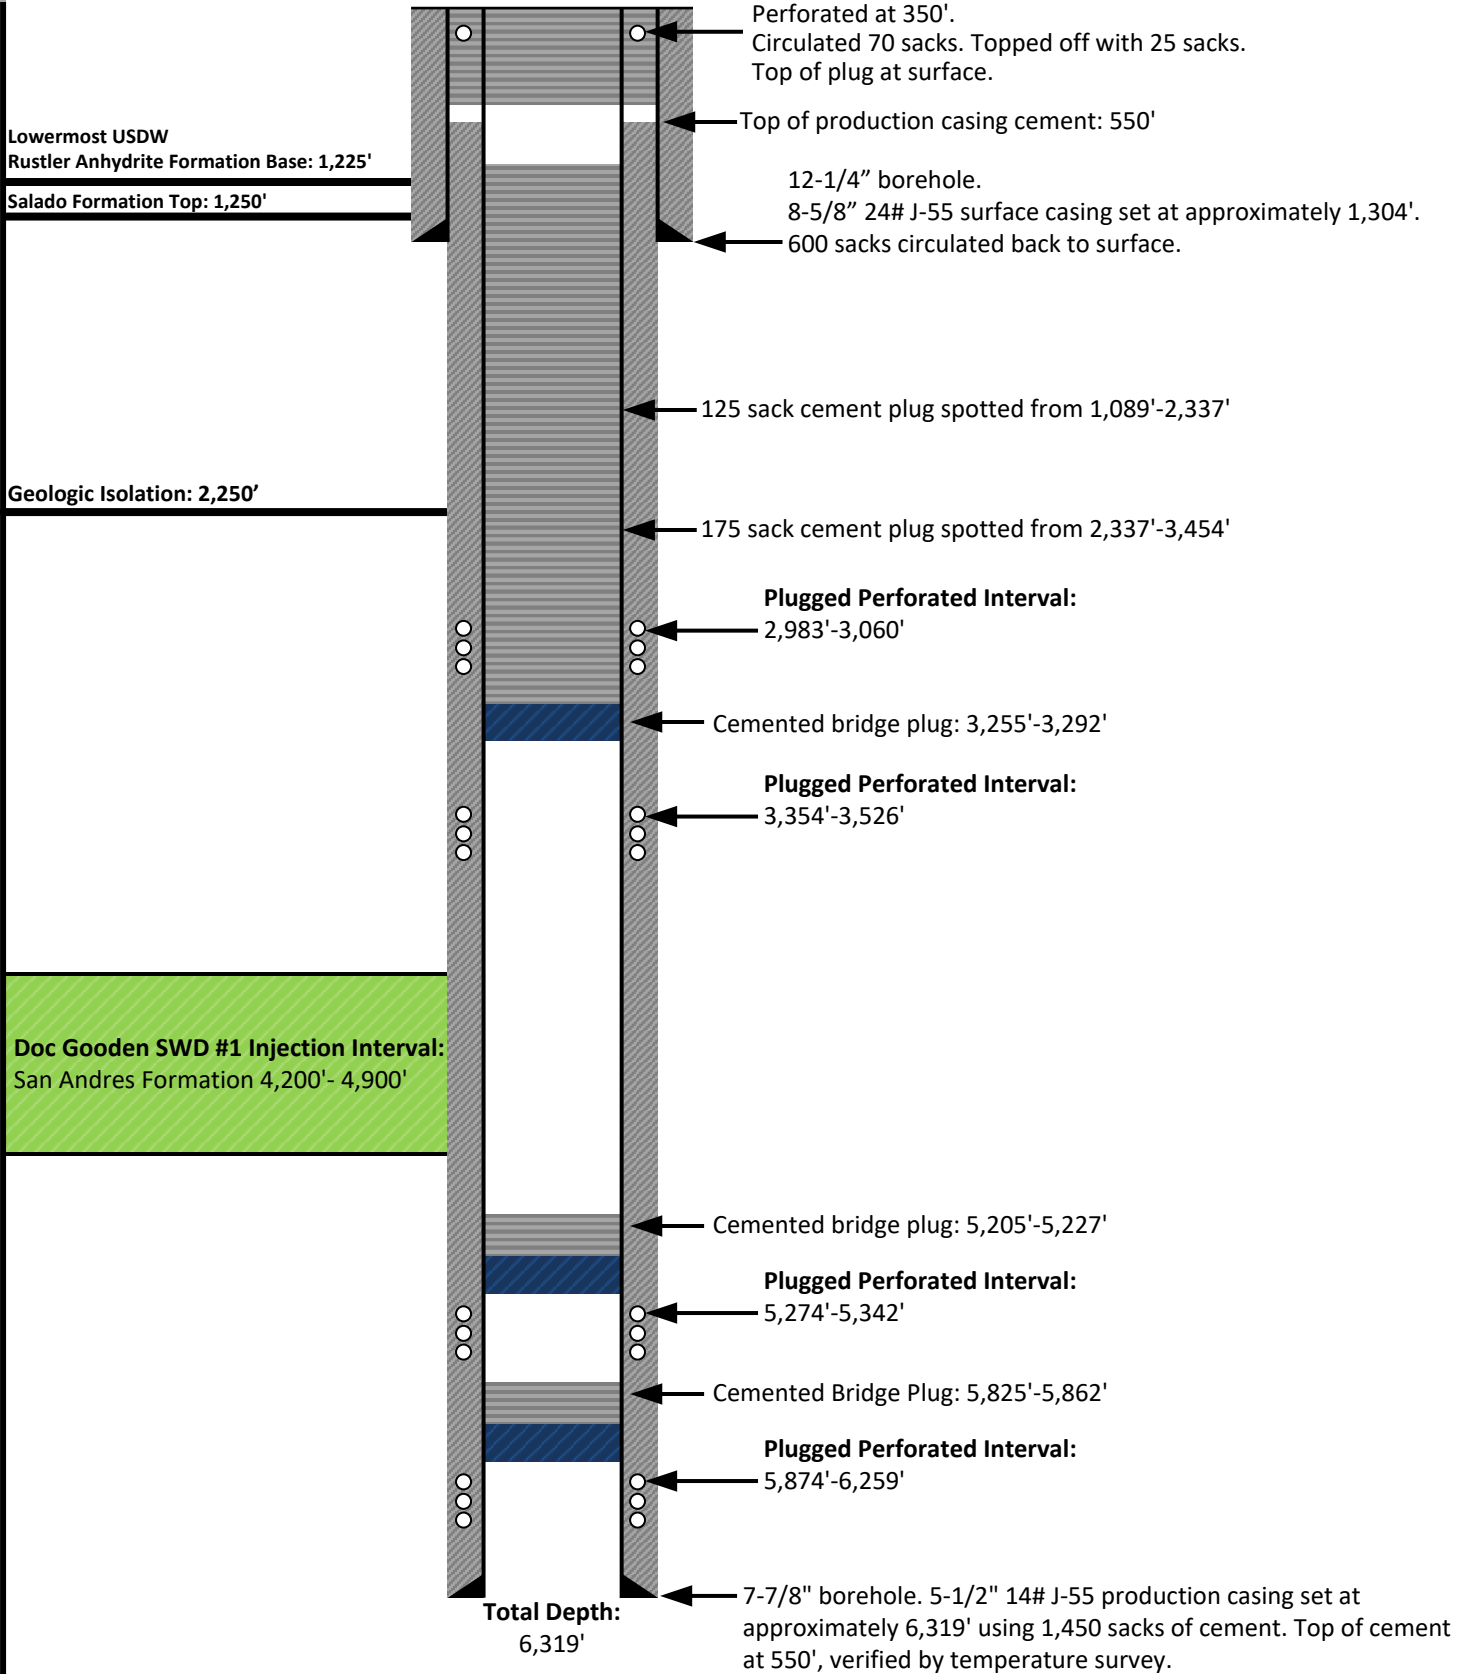 Perforated at 350'.
Circulated 70 sacks. Topped off with 25 sacks.
Top of plug at surface.
Top of production casing cement: 550'
Lowermost USDW
Rustler Anhydrite Formation Base: 1,225'
Salado Formation Top: 1,250'
12-1/4” borehole.
8-5/8” 24# J-55 surface casing set at approximately 1,304'.
600 sacks circulated back to surface.
125 sack cement plug spotted from 1,089'-2,337'
Geologic Isolation: 2,250’
175 sack cement plug spotted from 2,337'-3,454'
Plugged Perforated Interval:
2,983'-3,060'
Cemented bridge plug: 3,255'-3,292'
Plugged Perforated Interval:
3,354'-3,526'
Doc Gooden SWD #1 Injection Interval:
San Andres Formation 4,200'- 4,900'
Cemented bridge plug: 5,205'-5,227'
Plugged Perforated Interval:
5,274'-5,342'
Cemented Bridge Plug: 5,825'-5,862'
Plugged Perforated Interval:
5,874'-6,259'
Total Depth:
6,319'
7-7/8" borehole. 5-1/2" 14# J-55 production casing set at
approximately 6,319' using 1,450 sacks of cement. Top of cement
at 550', verified by temperature survey.